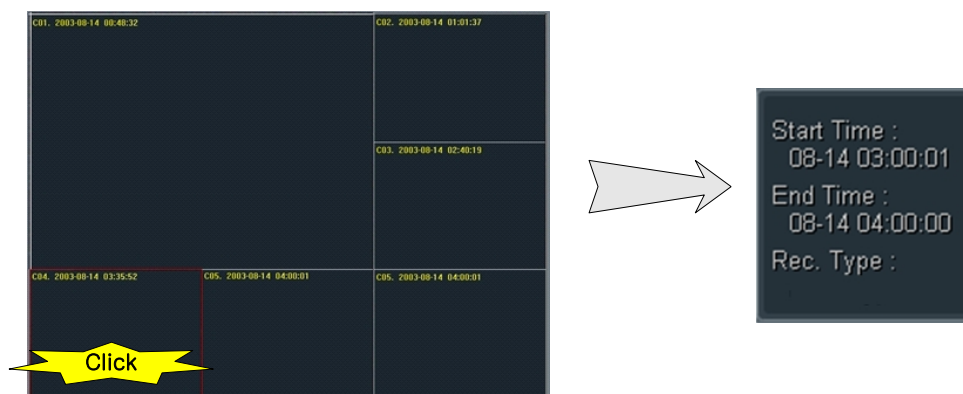 C01. 2003-08-14 00:48:32
C02. 2003-08-14 01:01:37
C03. 2003-08-14 02:40:19
C04. 2003-08-14 03:35:52
C05. 2003-08-14 04:00:01
C05. 2003-08-14 04:00:01
Click
Start Time :
08-14 03:00:01
End Time :
08-14 04:00:00
Rec. Type :